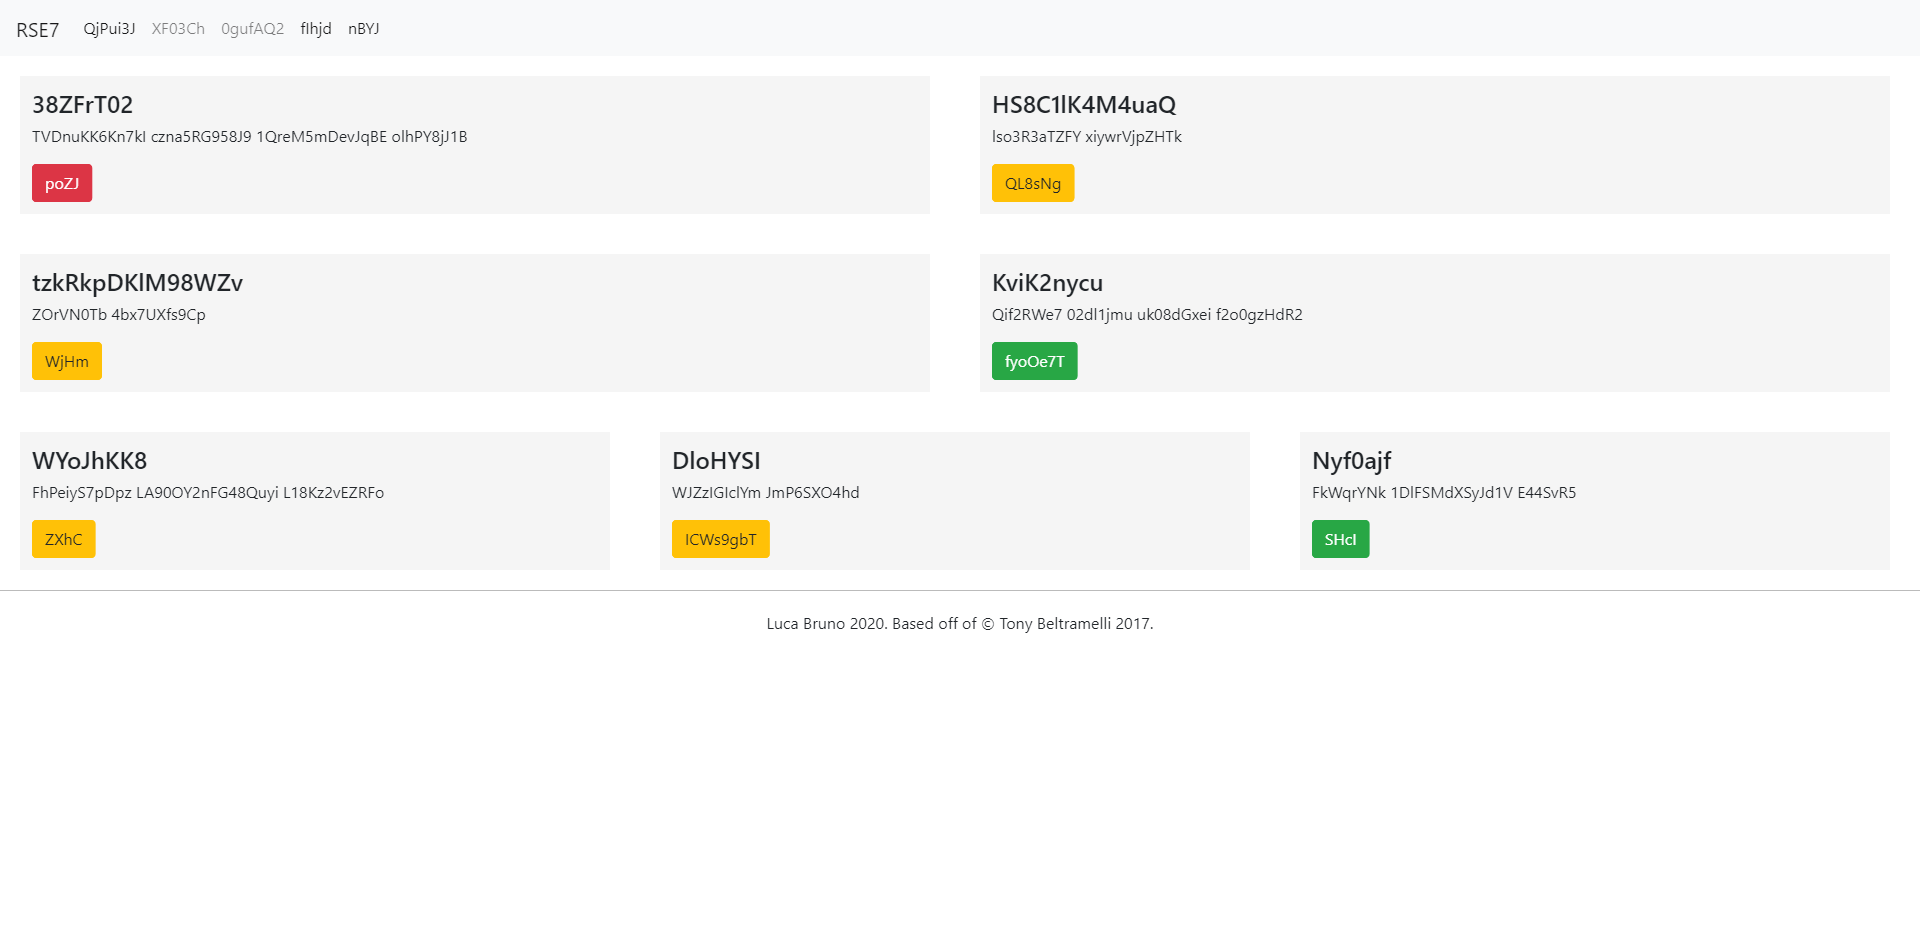 RSE7 QjPui3J XF03Ch 0gufAQ2 fIhjd nBYJ
38ZFrT02
TVDnuKK6Kn7kI czna5RG958J9 1QreM5mDevJqBE olhPY8jJ1B
poZJ
HS8C1lK4M4uaQ
lso3R3aTZFY xiywrVjpZHTk
QL8sNg
tzkRkpDKlM98WZv
ZOrVN0Tb 4bx7UXfs9Cp
WjHm
KviK2nycu
Qif2RWe7 02dl1jmu uk08dGxei f2o0gzHdR2
fyoOe7T
WYoJhKK8
FhPeiyS7pDpz LA90OY2nFG48Quyi L18Kz2vEZRFo
ZXhC
DloHYSI
WJZzIGIclYm JmP6SXO4hd
ICWs9gbT
Nyf0ajf
FkWqrYNk 1DlFSMdXSyJd1V E44SvR5
SHcI
Luca Bruno 2020. Based off of © Tony Beltramelli 2017.